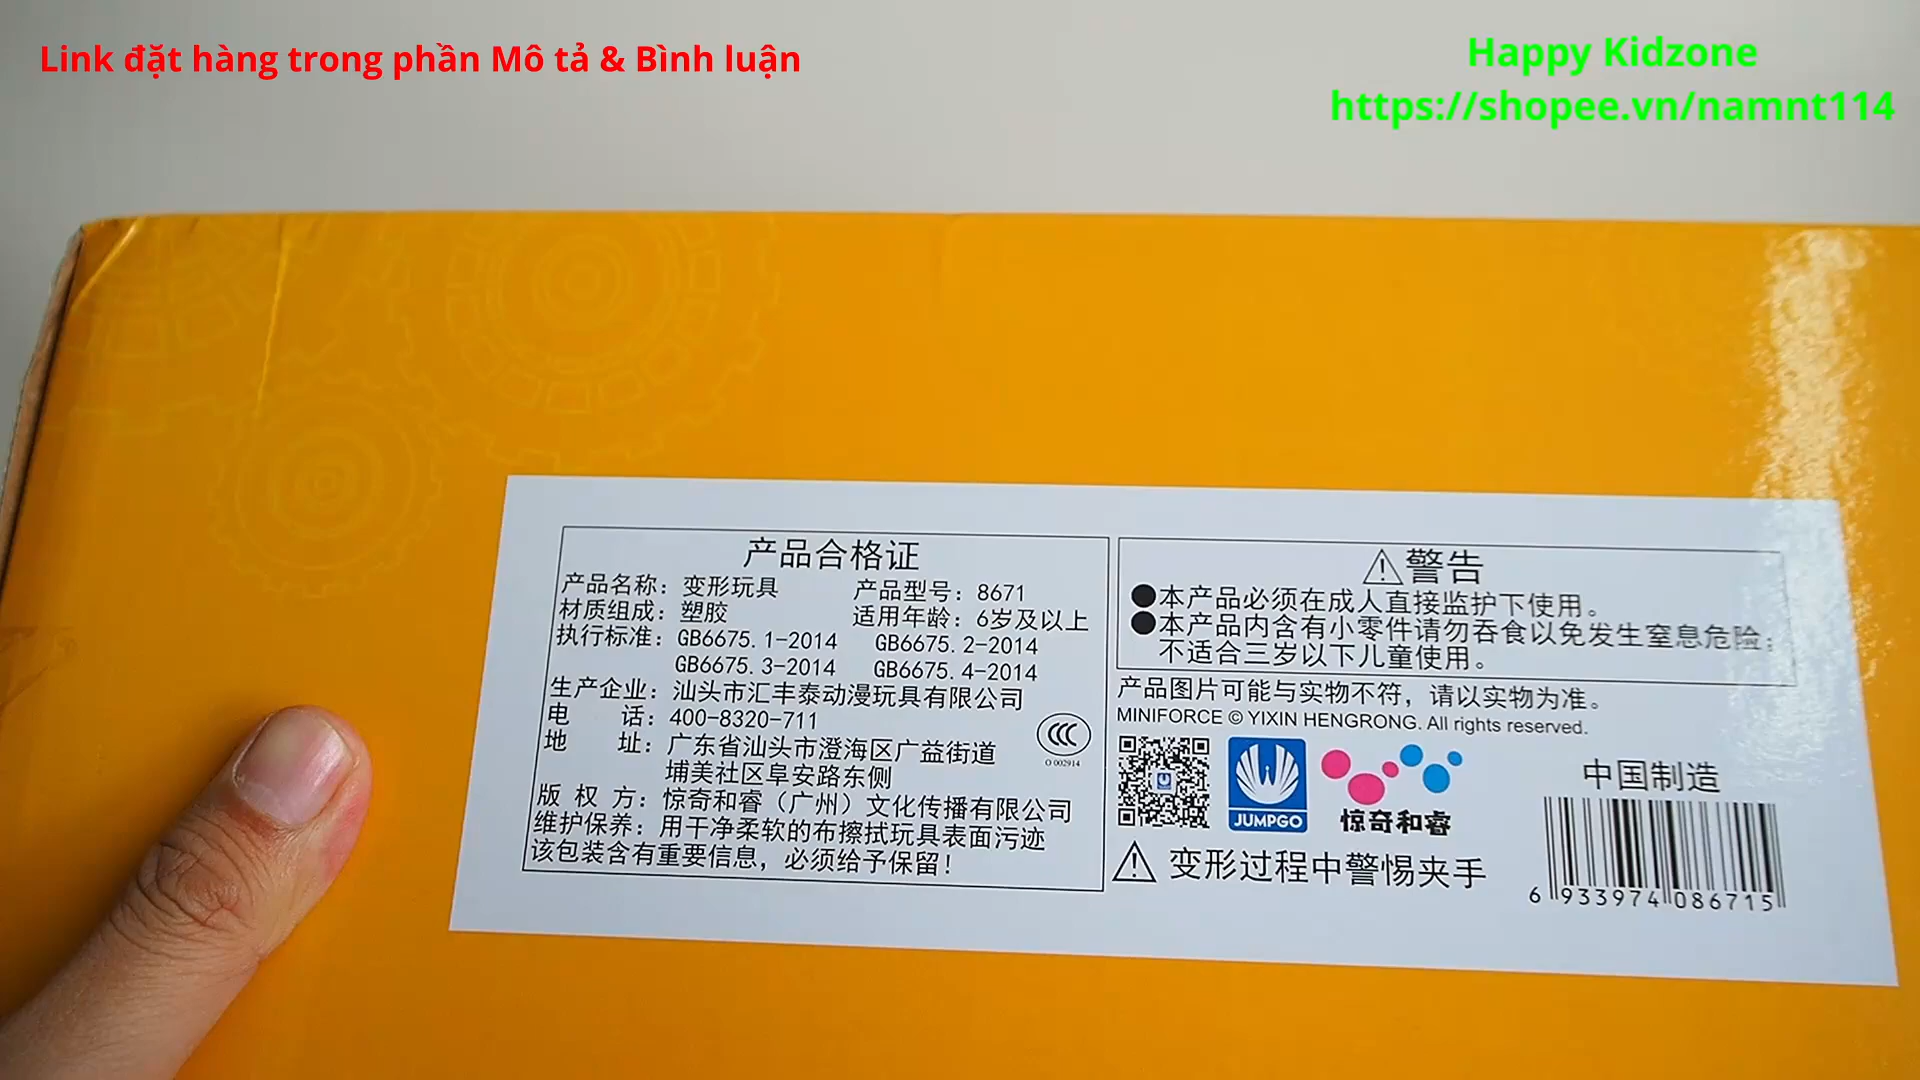 Link đặt hàng trong phần Mô tả & Bình luận
Happy Kidzone
https://shopee.vn/namnt114
产品合格证
产品名称：变形玩具 产品型号：8671
材质组成：塑胶 适用年龄：6岁及以上
执行标准：GB6675.1-2014 GB6675.2-2014
GB6675.3-2014 GB6675.4-2014
生产企业：汕头市汇丰泰动漫玩具有限公司
电 话：400-8320-711
地 址：广东省汕头市澄海区广益街道
埔美社区阜安路东侧
版 权 方：惊奇和睿（广州）文化传播有限公司
维护保养：用干净柔软的布擦拭玩具表面污迹
该包装含有重要信息，必须给予保留！
CCC
O 002914
警告
●本产品必须在成人直接监护下使用。
●本产品内含有小零件请勿吞食以免发生窒息危险；
不适合三岁以下儿童使用。
产品图片可能与实物不符，请以实物为准。
MINIFORCE © YIXIN HENGRONG. All rights reserved.
JUMPGO
惊奇和睿
变形过程中警惕夹手
中国制造
6 933974 086715